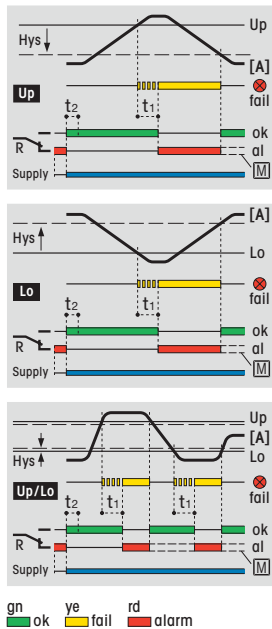 Up
Hys
[A]
Up
fail
t2
t1
ok
R
al
M
Supply
[A]
Hys
Lo
Lo
fail
t2
t1
ok
R
al
M
Supply
Up
[A]
Hys
Lo
Up/Lo
fail
t2
t1
t1
ok
R
al
M
Supply
gn ye rd
ok fail alarm